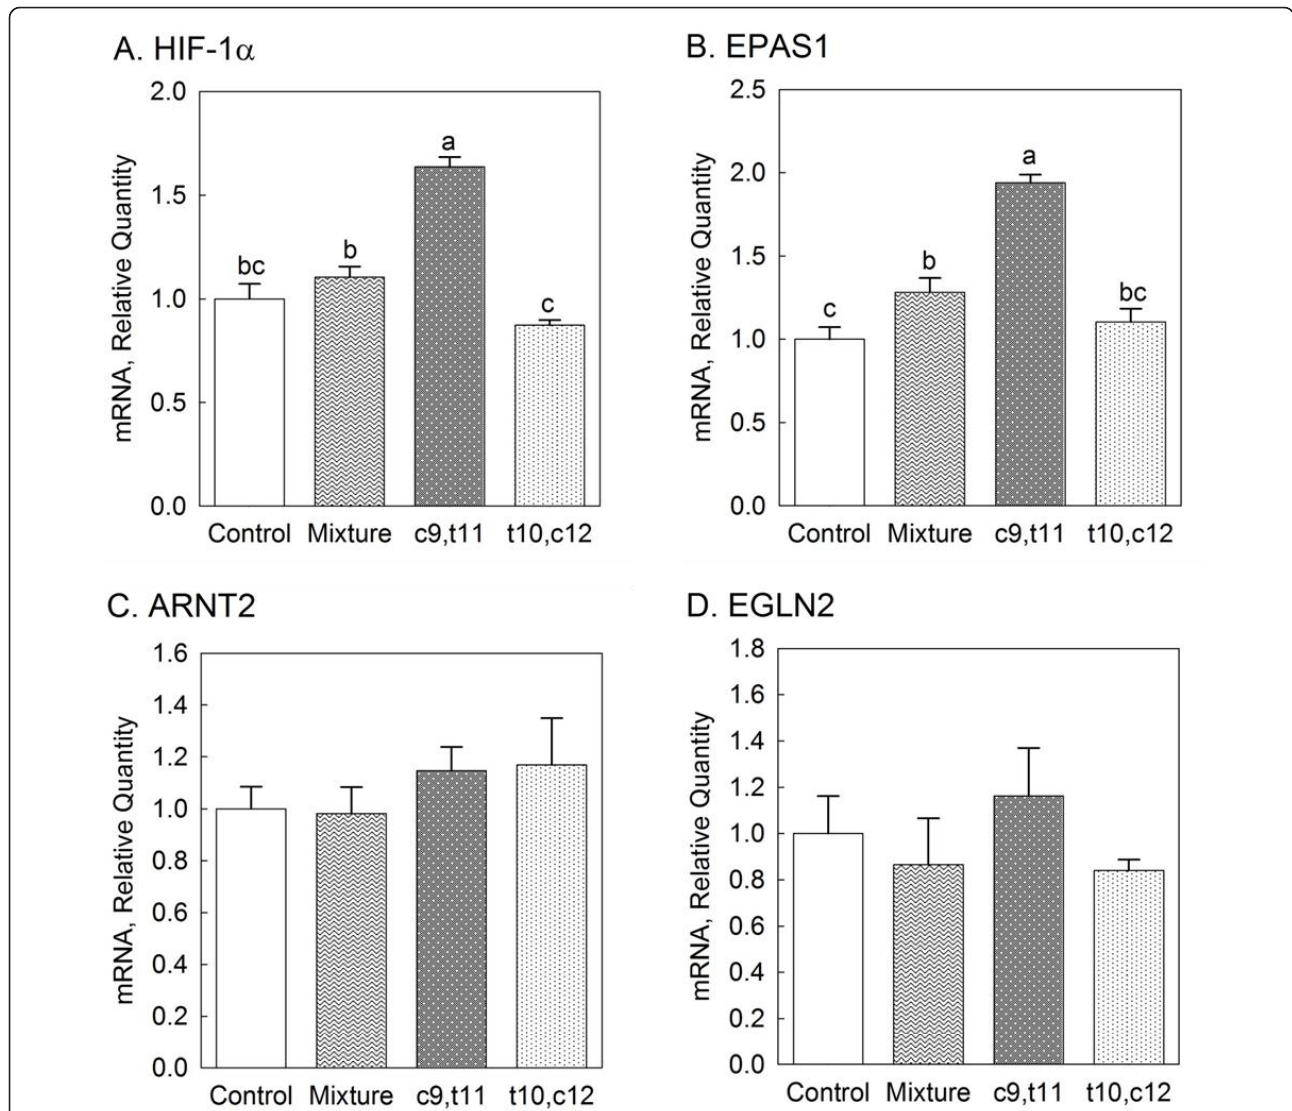 A. HIF-1α
mRNA, Relative Quantity
2.0
1.5
1.0
0.5
0.0
bc
b
a
c
Control Mixture c9,t11 t10,c12
B. EPAS1
mRNA, Relative Quantity
2.5
2.0
1.5
1.0
0.5
0.0
c
b
a
bc
Control Mixture c9,t11 t10,c12
C. ARNT2
mRNA, Relative Quantity
1.6
1.4
1.2
1.0
0.8
0.6
0.4
0.2
0.0
Control Mixture c9,t11 t10,c12
D. EGLN2
mRNA, Relative Quantity
1.8
1.6
1.4
1.2
1.0
0.8
0.6
0.4
0.2
0.0
Control Mixture c9,t11 t10,c12